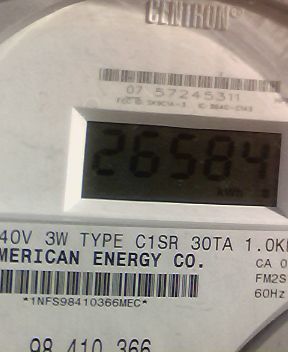 CENTRON®
07 57245311
26584
kWh
40V 3W TYPE C1SR 30TA 1.0K
MERICAN ENERGY CO.
CA 0
FM2S
*1NFS98410366MEC*
60Hz
98 410 366